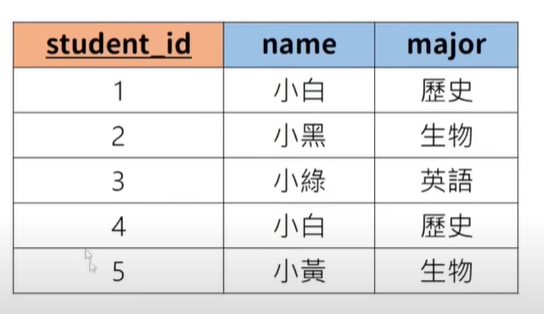 student_id name major
1 小白 歷史
2 小黑 生物
3 小綠 英語
4 小白 歷史
5 小黃 生物